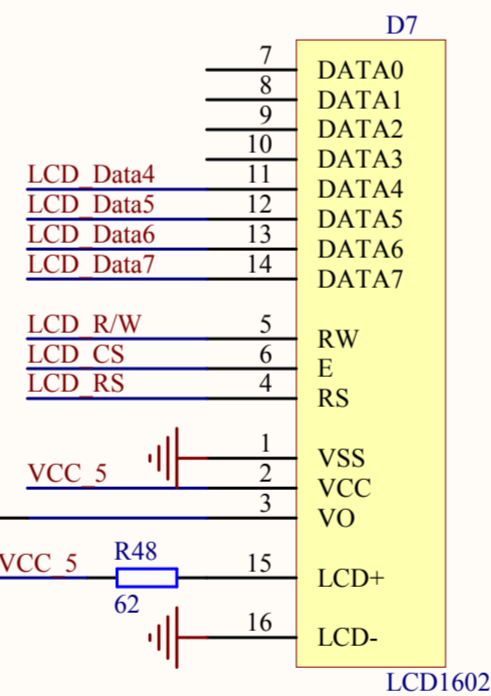 D7
7 DATA0
8 DATA1
9 DATA2
10 DATA3
LCD_Data4 11 DATA4
LCD_Data5 12 DATA5
LCD_Data6 13 DATA6
LCD_Data7 14 DATA7
LCD_R/W 5 RW
LCD_CS 6 E
LCD_RS 4 RS
1 VSS
VCC_5 2 VCC
3 VO
VCC_5 R48 15 LCD+
62
16 LCD-
LCD1602